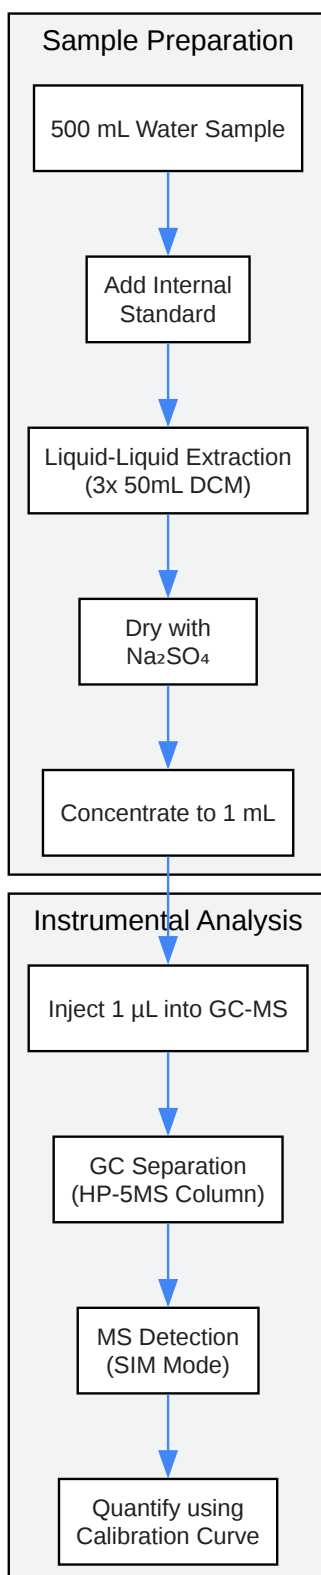 Sample Preparation
500 mL Water Sample
Add Internal
Standard
Liquid-Liquid Extraction
(3x 50mL DCM)
Dry with
Na₂SO₄
Concentrate to 1 mL
Instrumental Analysis
Inject 1 µL into GC-MS
GC Separation
(HP-5MS Column)
MS Detection
(SIM Mode)
Quantify using
Calibration Curve